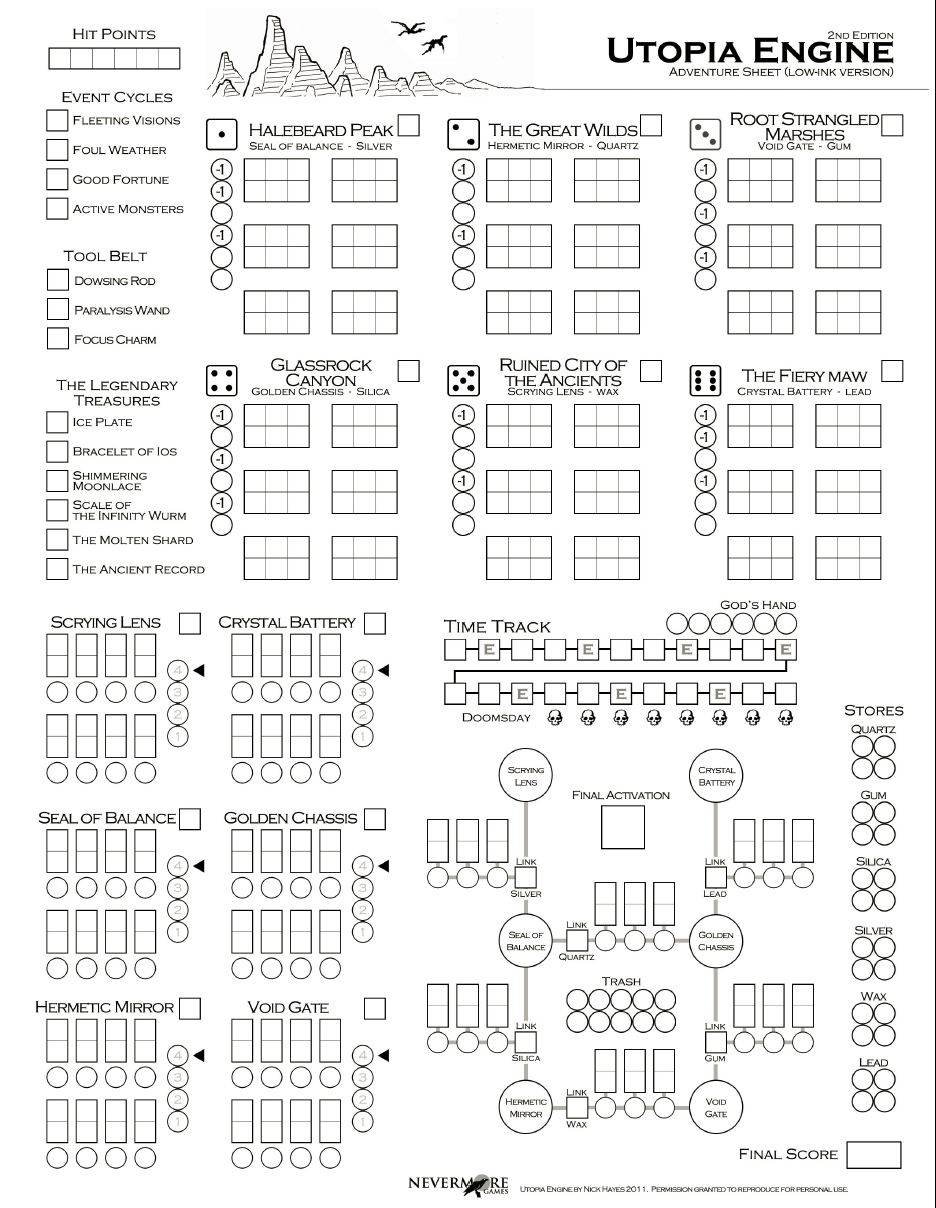 Hit Points
2nd Edition
Utopia Engine
Adventure Sheet (Low-ink version)
Event Cycles
Fleeting Visions
Foul Weather
Good Fortune
Active Monsters
Tool Belt
Dowsing Rod
Paralysis Wand
Focus Charm
The Legendary
Treasures
Ice Plate
Bracelet of Ios
Shimmering
Moonlace
Scale of
the Infinity Wurm
The Molten Shard
The Ancient Record
Halebeard Peak
Seal of balance - Silver
-1
-1
-1
The Great Wilds
Hermetic Mirror - Quartz
-1
-1
Root Strangled
Marshes
Void Gate - Gum
-1
-1
-1
Glassrock
Canyon
Golden Chassis - Silica
-1
-1
-1
Ruined City of
the Ancients
Scrying Lens - wax
-1
-1
The Fiery maw
Crystal Battery - lead
-1
-1
-1
Scrying Lens
4
3
2
1
Crystal Battery
4
3
2
1
Seal of Balance
4
3
2
1
Golden Chassis
4
3
2
1
Hermetic Mirror
4
3
2
1
Void Gate
4
3
2
1
God's Hand
Time Track
E E E E
E E E
Doomsday
Scrying
Lens
Crystal
Battery
Final Activation
Link
Silver
Link
Lead
Seal of
Balance
Link
Quartz
Golden
Chassis
Trash
Link
Silica
Link
Gum
Hermetic
Mirror
Link
Wax
Void
Gate
Stores
Quartz
Gum
Silica
Silver
Wax
Lead
Final Score
Nevermore
Games
Utopia Engine by Nick Hayes 2011. Permission granted to reproduce for personal use.